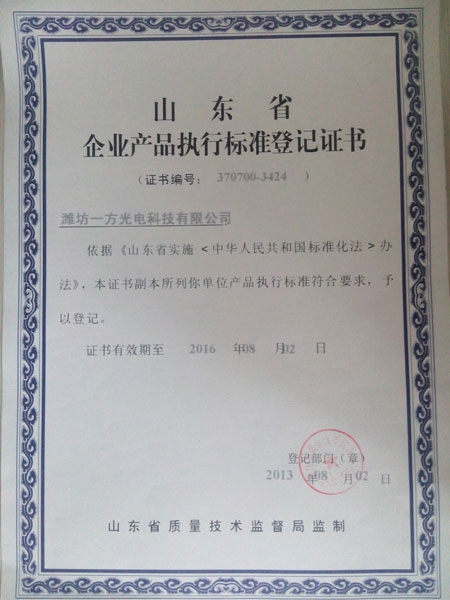 山东省
企业产品执行标准登记证书
（证书编号： 370700-3424 ）
潍坊一方光电科技有限公司
依据《山东省实施＜中华人民共和国标准化法＞办
法》，本证书副本所列你单位产品执行标准符合要求，予
以登记。
证书有效期至 2016 年08 月02 日
登记部门（章）
2013 年08 月02 日
山东省质量技术监督局监制